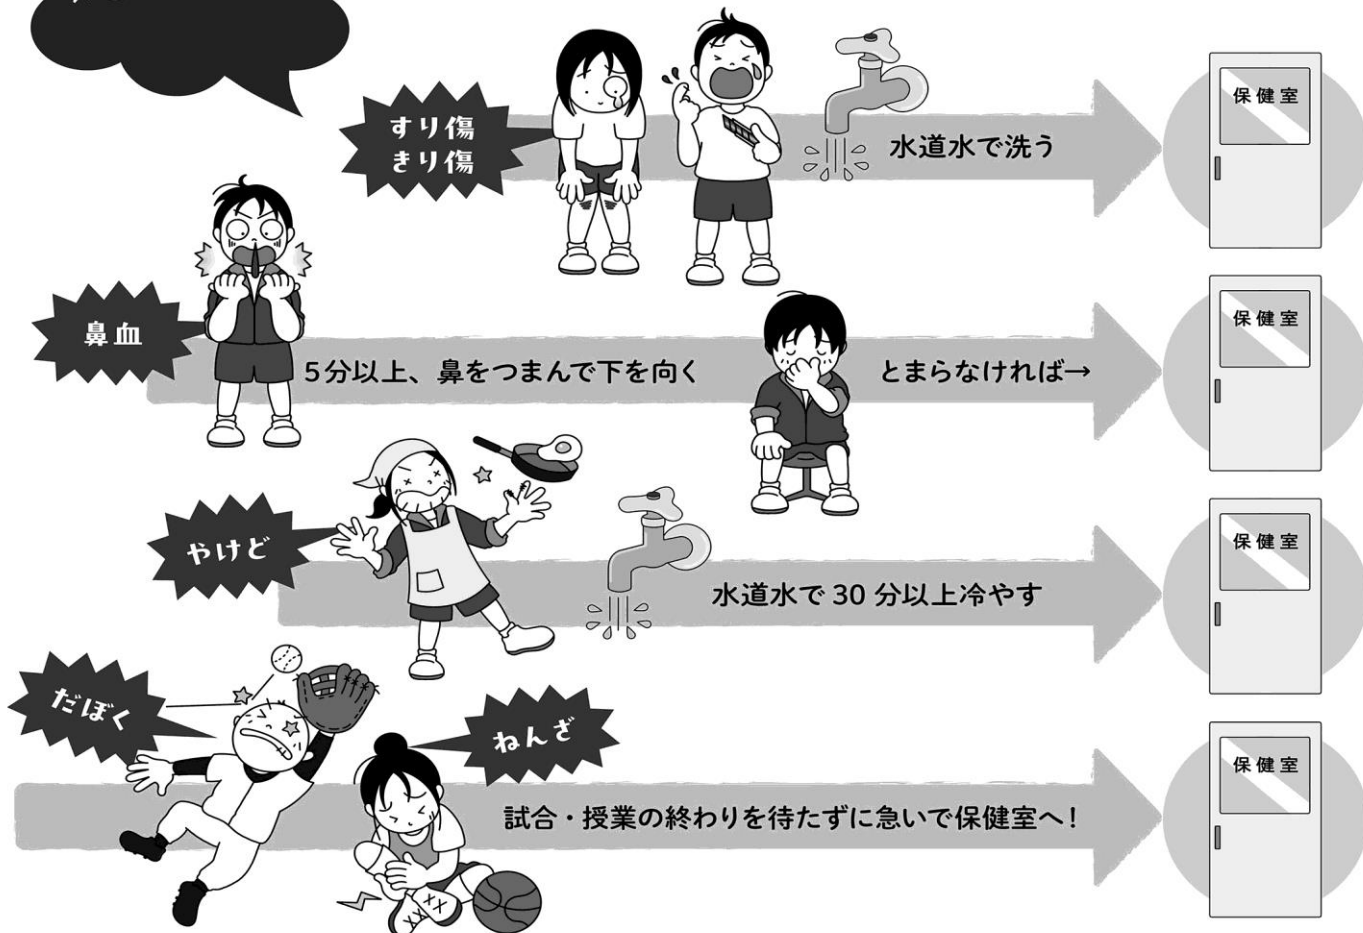 すり傷
きり傷
水道水で洗う
保健室
鼻血
5分以上、鼻をつまんで下を向く
とまらなければ→
保健室
やけど
水道水で 30 分以上冷やす
保健室
だぼく
ねんざ
試合・授業の終わりを待たずに急いで保健室へ!
保健室